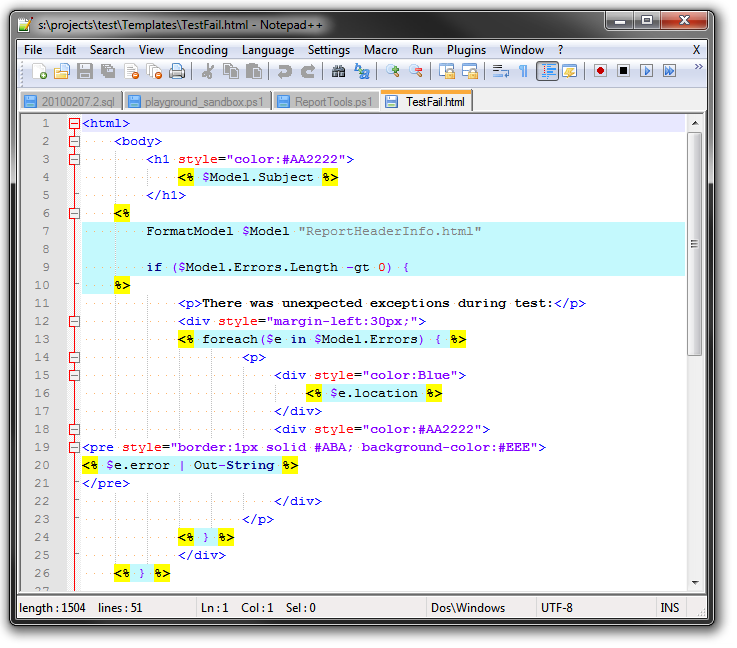 s:\projects\test\Templates\TestFail.html - Notepad++
File Edit Search View Encoding Language Settings Macro Run Plugins Window ? X
20100207.2.sql playground_sandbox.ps1 ReportTools.ps1 TestFail.html
1 <html>
2 <body>
3 <h1 style="color:#AA2222">
4 <% $Model.Subject %>
5 </h1>
6 <%
7 FormatModel $Model "ReportHeaderInfo.html"
8
9 if ($Model.Errors.Length -gt 0) {
10 %>
11 <p>There was unexpected exceptions during test:</p>
12 <div style="margin-left:30px;">
13 <% foreach($e in $Model.Errors) { %>
14 <p>
15 <div style="color:Blue">
16 <% $e.location %>
17 </div>
18 <div style="color:#AA2222">
19 <pre style="border:1px solid #ABA; background-color:#EEE">
20 <% $e.error | Out-String %>
21 </pre>
22 </div>
23 </p>
24 <% } %>
25 </div>
26 <% } %>
27
length : 1504 lines : 51 Ln : 1 Col : 1 Sel : 0 Dos\Windows UTF-8 INS